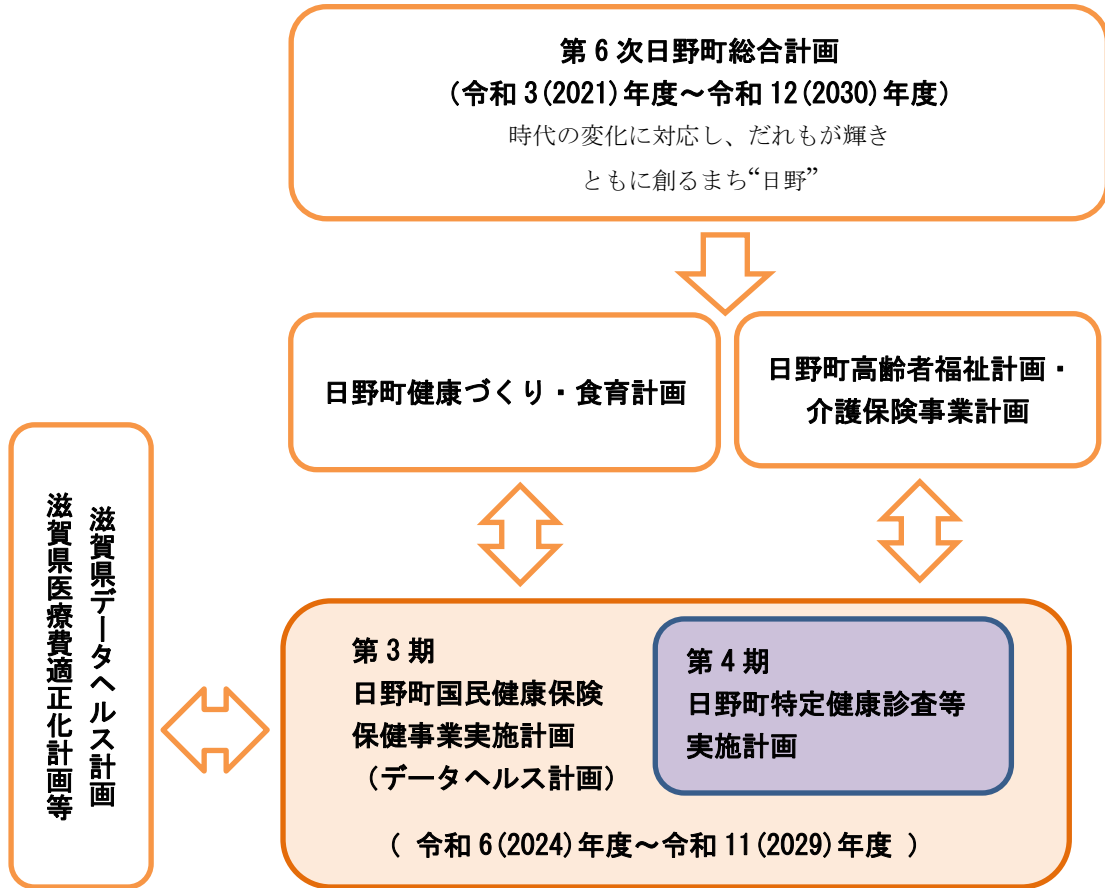 第6次日野町総合計画
（令和3(2021)年度～令和12(2030)年度）
時代の変化に対応し、だれもが輝き
ともに創るまち“日野”
日野町健康づくり・食育計画
日野町高齢者福祉計画・
介護保険事業計画
滋賀県データヘルス計画
滋賀県医療費適正化計画等
第3期
日野町国民健康保険
保健事業実施計画
（データヘルス計画）
第4期
日野町特定健康診査等
実施計画
（ 令和6(2024)年度～令和11(2029)年度 ）